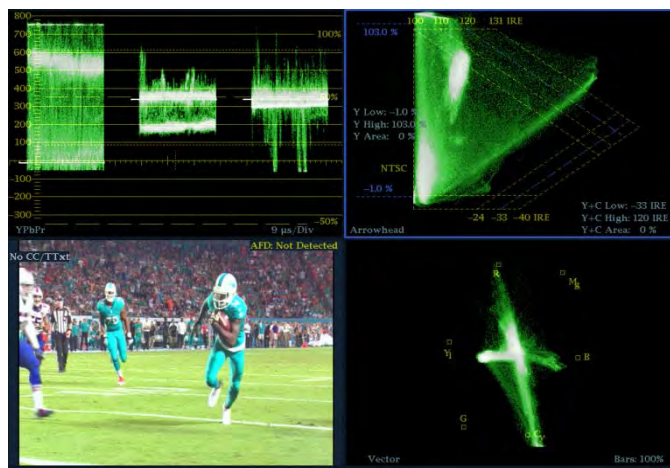 800
700
600
500
400
300
200
100
0
-100
-200
-300
100%
50%
-50%
YPbPr
9 µs/Div
100 110 120 131 IRE
103.0 %
Y Low: -1.0 %
Y High: 103.0 %
Y Area: 0 %
NTSC
-1.0 %
-24 -33 -40 IRE
Y+C Low: -33 IRE
Y+C High: 120 IRE
Y+C Area: 0 %
Arrowhead
AFD: Not Detected
No CC/TTxt
R
Mg
Yl
B
G
Cy
Vector
Bars: 100%